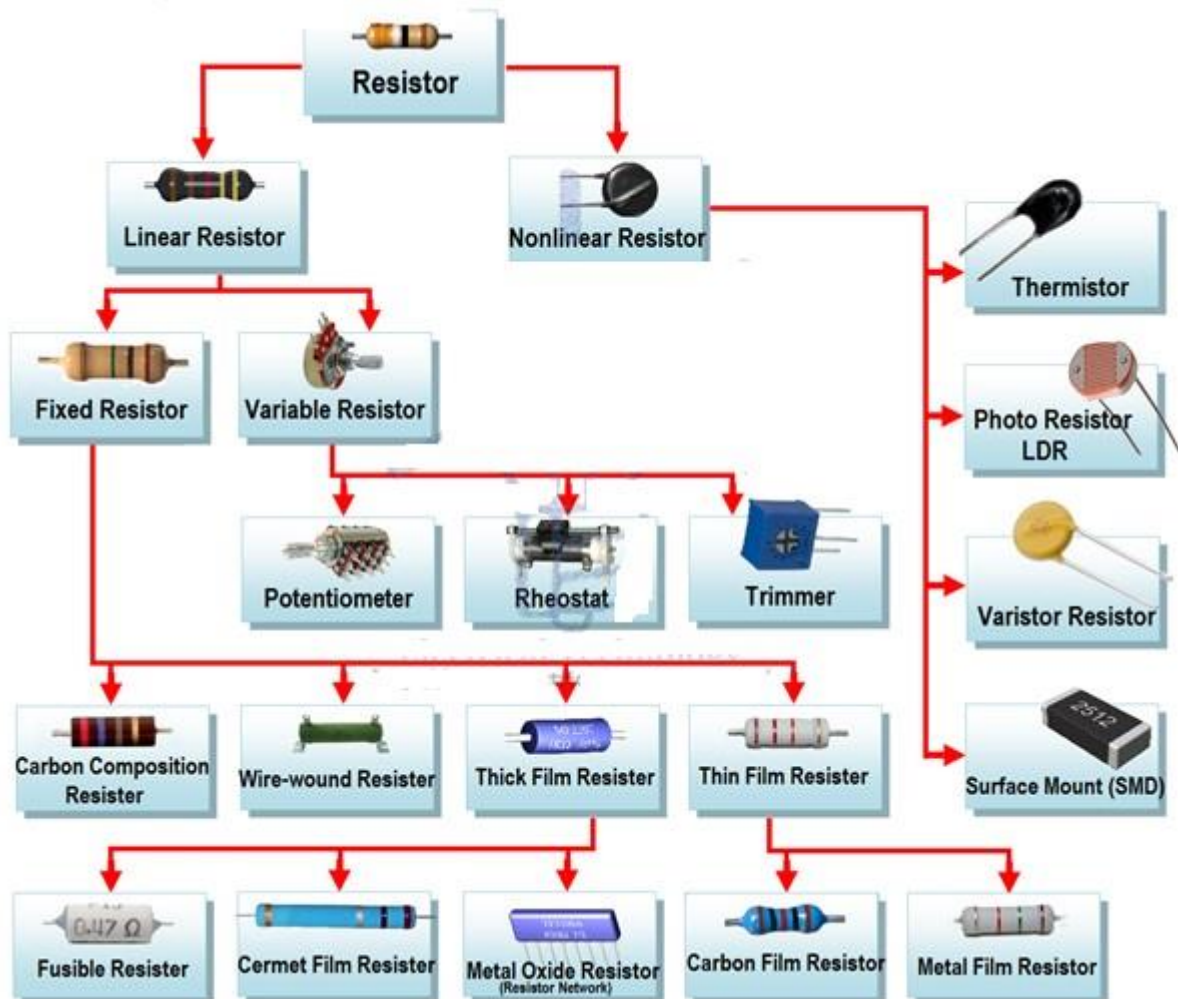 Resistor
Linear Resistor
Nonlinear Resistor
Thermistor
Fixed Resistor
Variable Resistor
Photo Resistor
LDR
Potentiometer
Rheostat
Trimmer
Varistor Resistor
Carbon Composition
Resister
Wire-wound Resister
Thick Film Resister
Thin Film Resister
2512
Surface Mount (SMD)
0.47 Ω
Fusible Resister
Cermet Film Resister
Metal Oxide Resistor
(Resistor Network)
Carbon Film Resistor
Metal Film Resistor